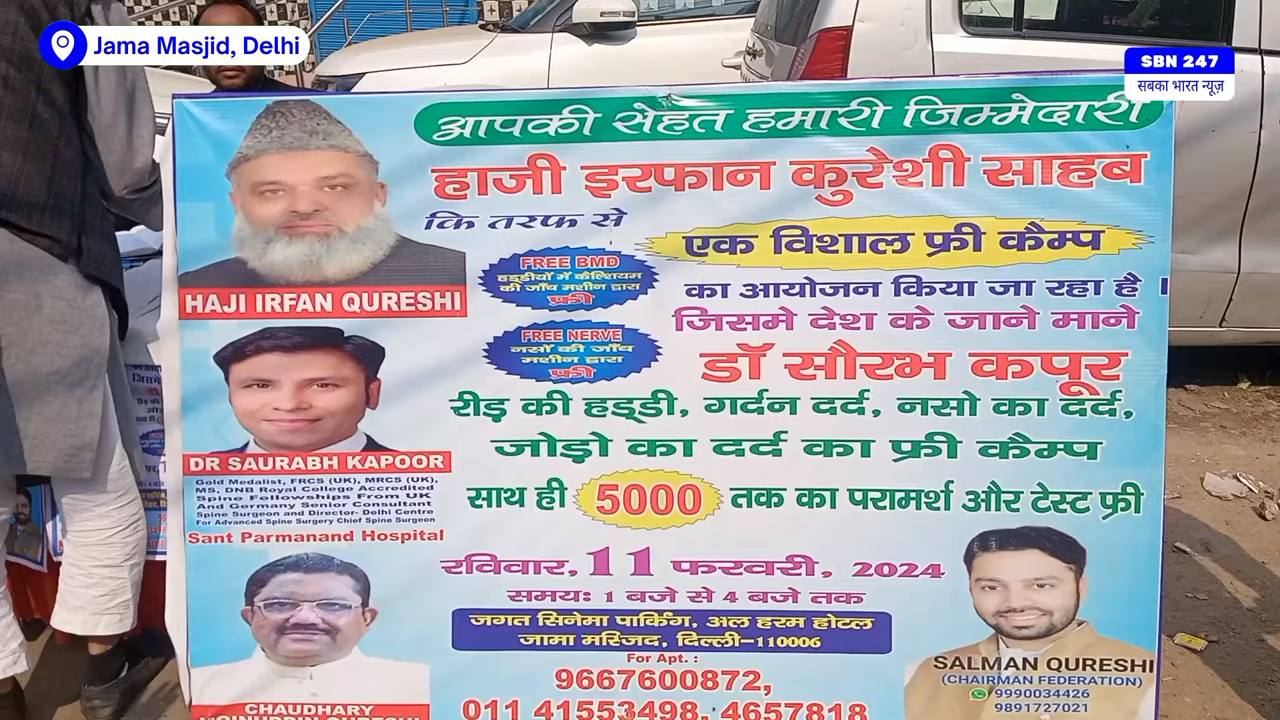 Jama Masjid, Delhi
SBN 247
सबका भारत न्यूज़
आपकी सेहत हमारी जिम्मेदारी
हाजी इरफान कुरेशी साहब
कि तरफ से
एक विशाल फ्री कैम्प
का आयोजन किया जा रहा है ।
जिसमे देश के जाने माने
डॉ सौरभ कपूर
रीड़ की हड्डी, गर्दन दर्द, नसो का दर्द,
जोड़ो का दर्द का फ्री कैम्प
साथ ही 5000 तक का परामर्श और टेस्ट फ्री
FREE BMD
हड्डीयों में कैल्शियम
की जाँच मशीन द्वारा
फ्री
FREE NERVE
नसों की जाँच
मशीन द्वारा
फ्री
HAJI IRFAN QURESHI
DR SAURABH KAPOOR
Gold Medalist, FRCS (UK), MRCS (UK),
MS, DNB Royal College Accredited
Spine Fellowships From UK
And Germany Senior Consultant
Spine Surgeon and Director- Delhi Centre
For Advanced Spine Surgery Chief Spine Surgeon
Sant Parmanand Hospital
रविवार, 11 फरवरी, 2024
समय: 1 बजे से 4 बजे तक
जगत सिनेमा पार्किंग, अल हरम होटल
जामा मस्जिद, दिल्ली-110006
For Apt. :
9667600872,
011 41553498, 4657818
CHAUDHARY
SALMAN QURESHI
(CHAIRMAN FEDERATION)
9990034426
9891727021